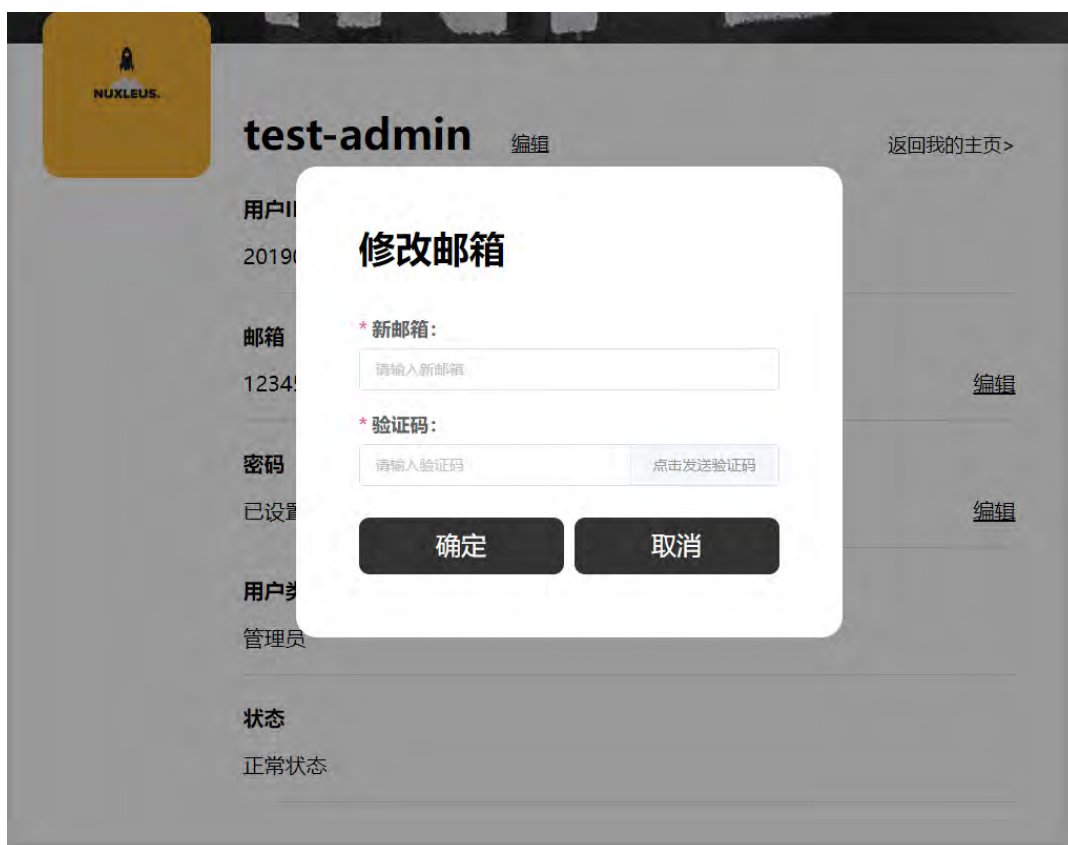 NUXLEUS.
test-admin 编辑 返回我的主页>
用户I
2019
修改邮箱
* 新邮箱：
请输入新邮箱
邮箱
1234
编辑
* 验证码：
请输入验证码 点击发送验证码
密码
已设置
编辑
确定 取消
用户类
管理员
状态
正常状态